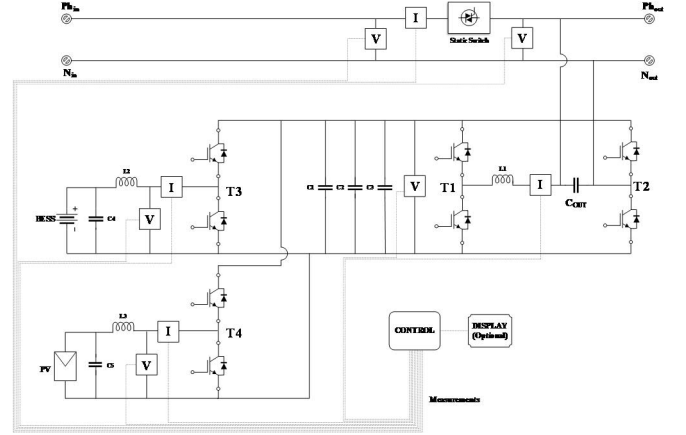 Ph_in
I
Ph_out
V
Static Switch
V
N_in
N_out
L2
I
T3
C1
C2
C3
V
T1
L1
I
C_OUT
T2
BESS
+
-
C4
V
L3
I
T4
PV
C5
V
CONTROL
DISPLAY
(Optional)
Measurements